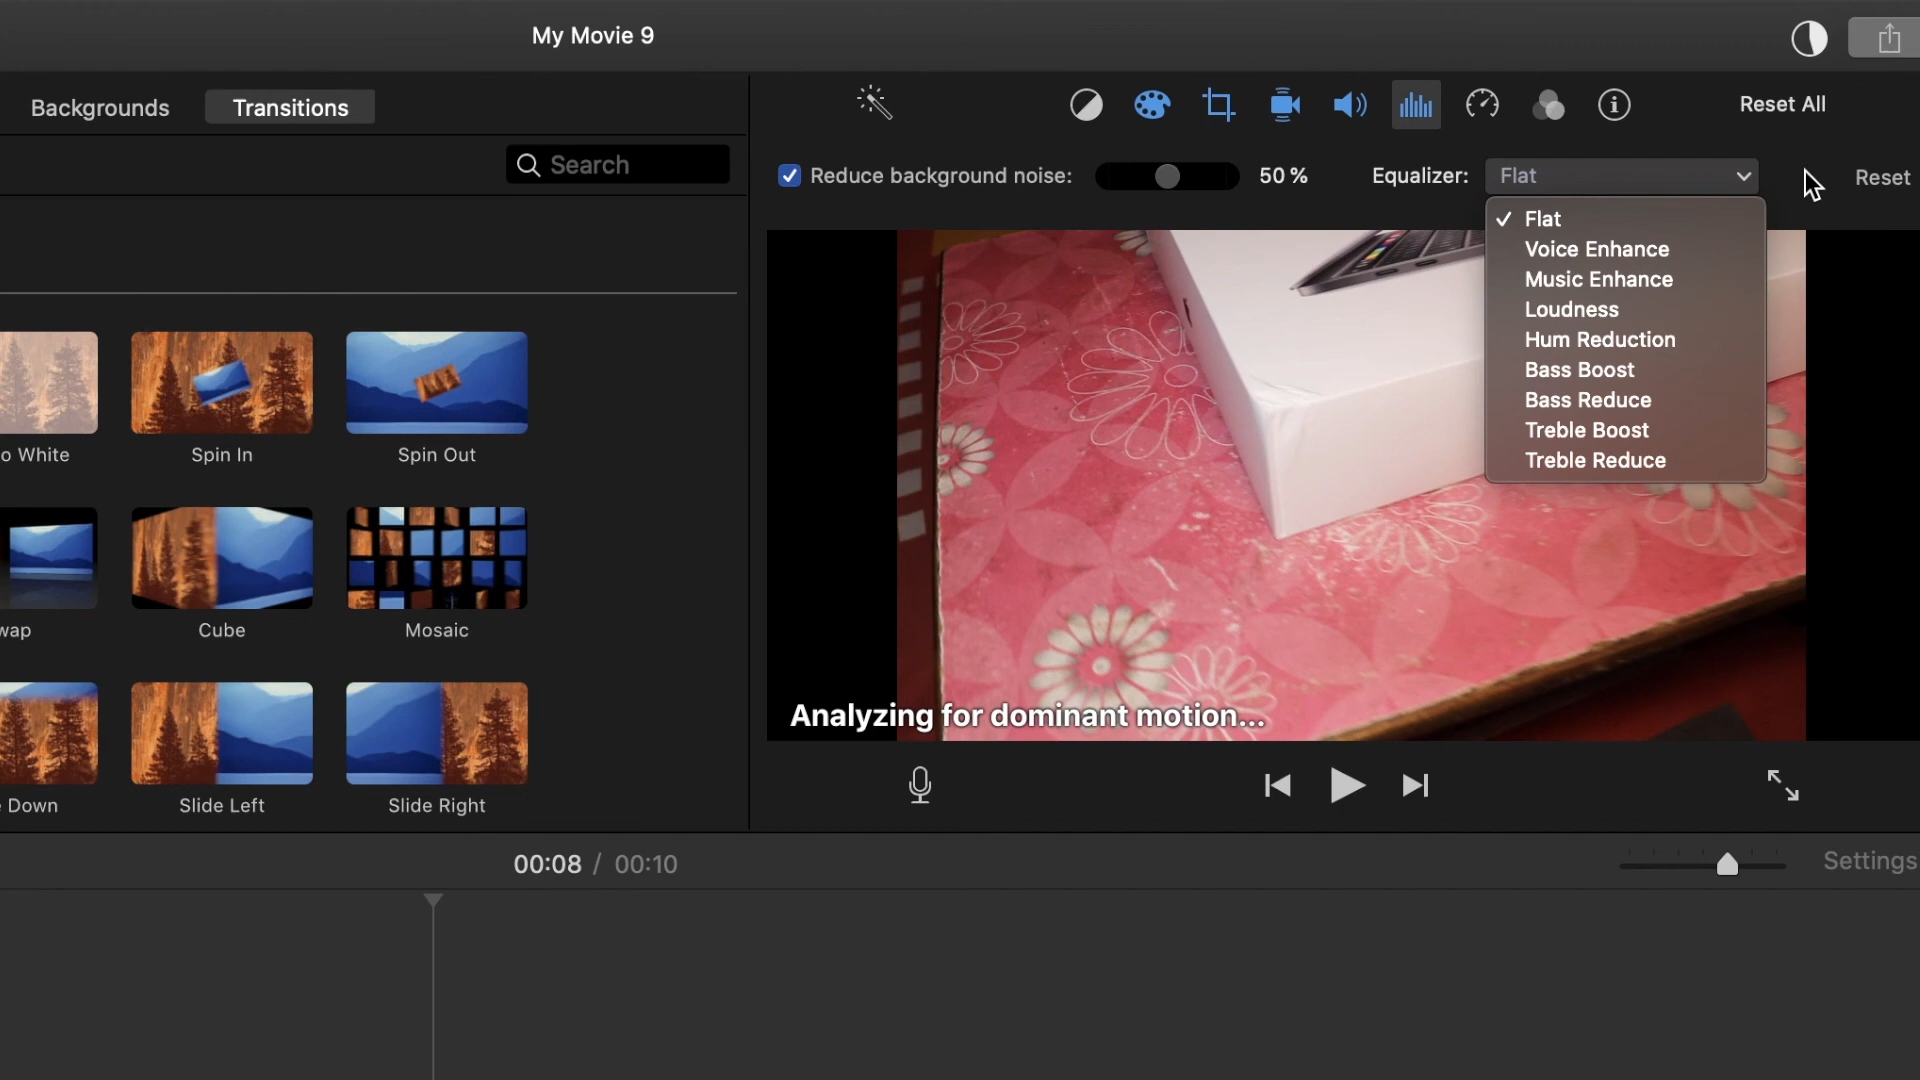 My Movie 9
Backgrounds
Transitions
Reset All
Search
Reduce background noise:
50 %
Equalizer:
Flat
Reset
Flat
Voice Enhance
Music Enhance
Loudness
Hum Reduction
Bass Boost
Bass Reduce
Treble Boost
Treble Reduce
o White
Spin In
Spin Out
wap
Cube
Mosaic
Down
Slide Left
Slide Right
Analyzing for dominant motion...
00:08 / 00:10
Settings